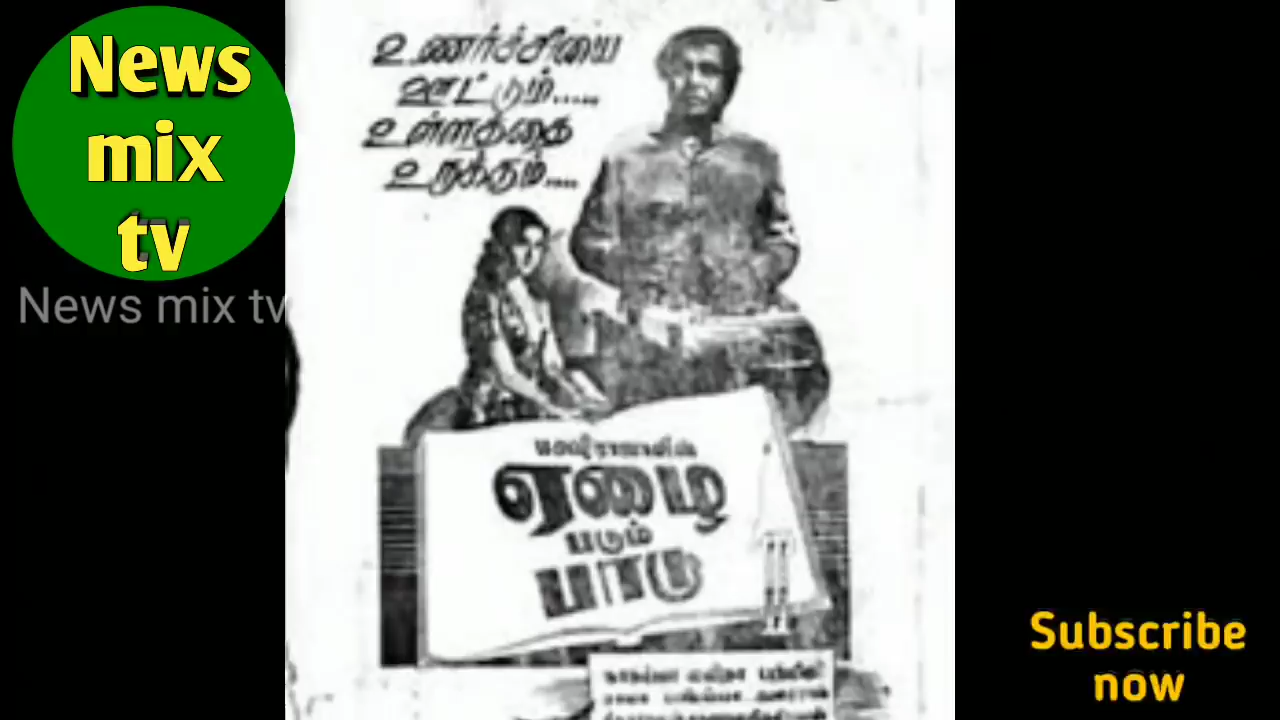 News
mix
tv
News mix tv
உணர்ச்சியை
ஊட்டும்.....
உள்ளத்தை
உருக்கும்....
ஏழை
படும்
பாடு
Subscribe
now